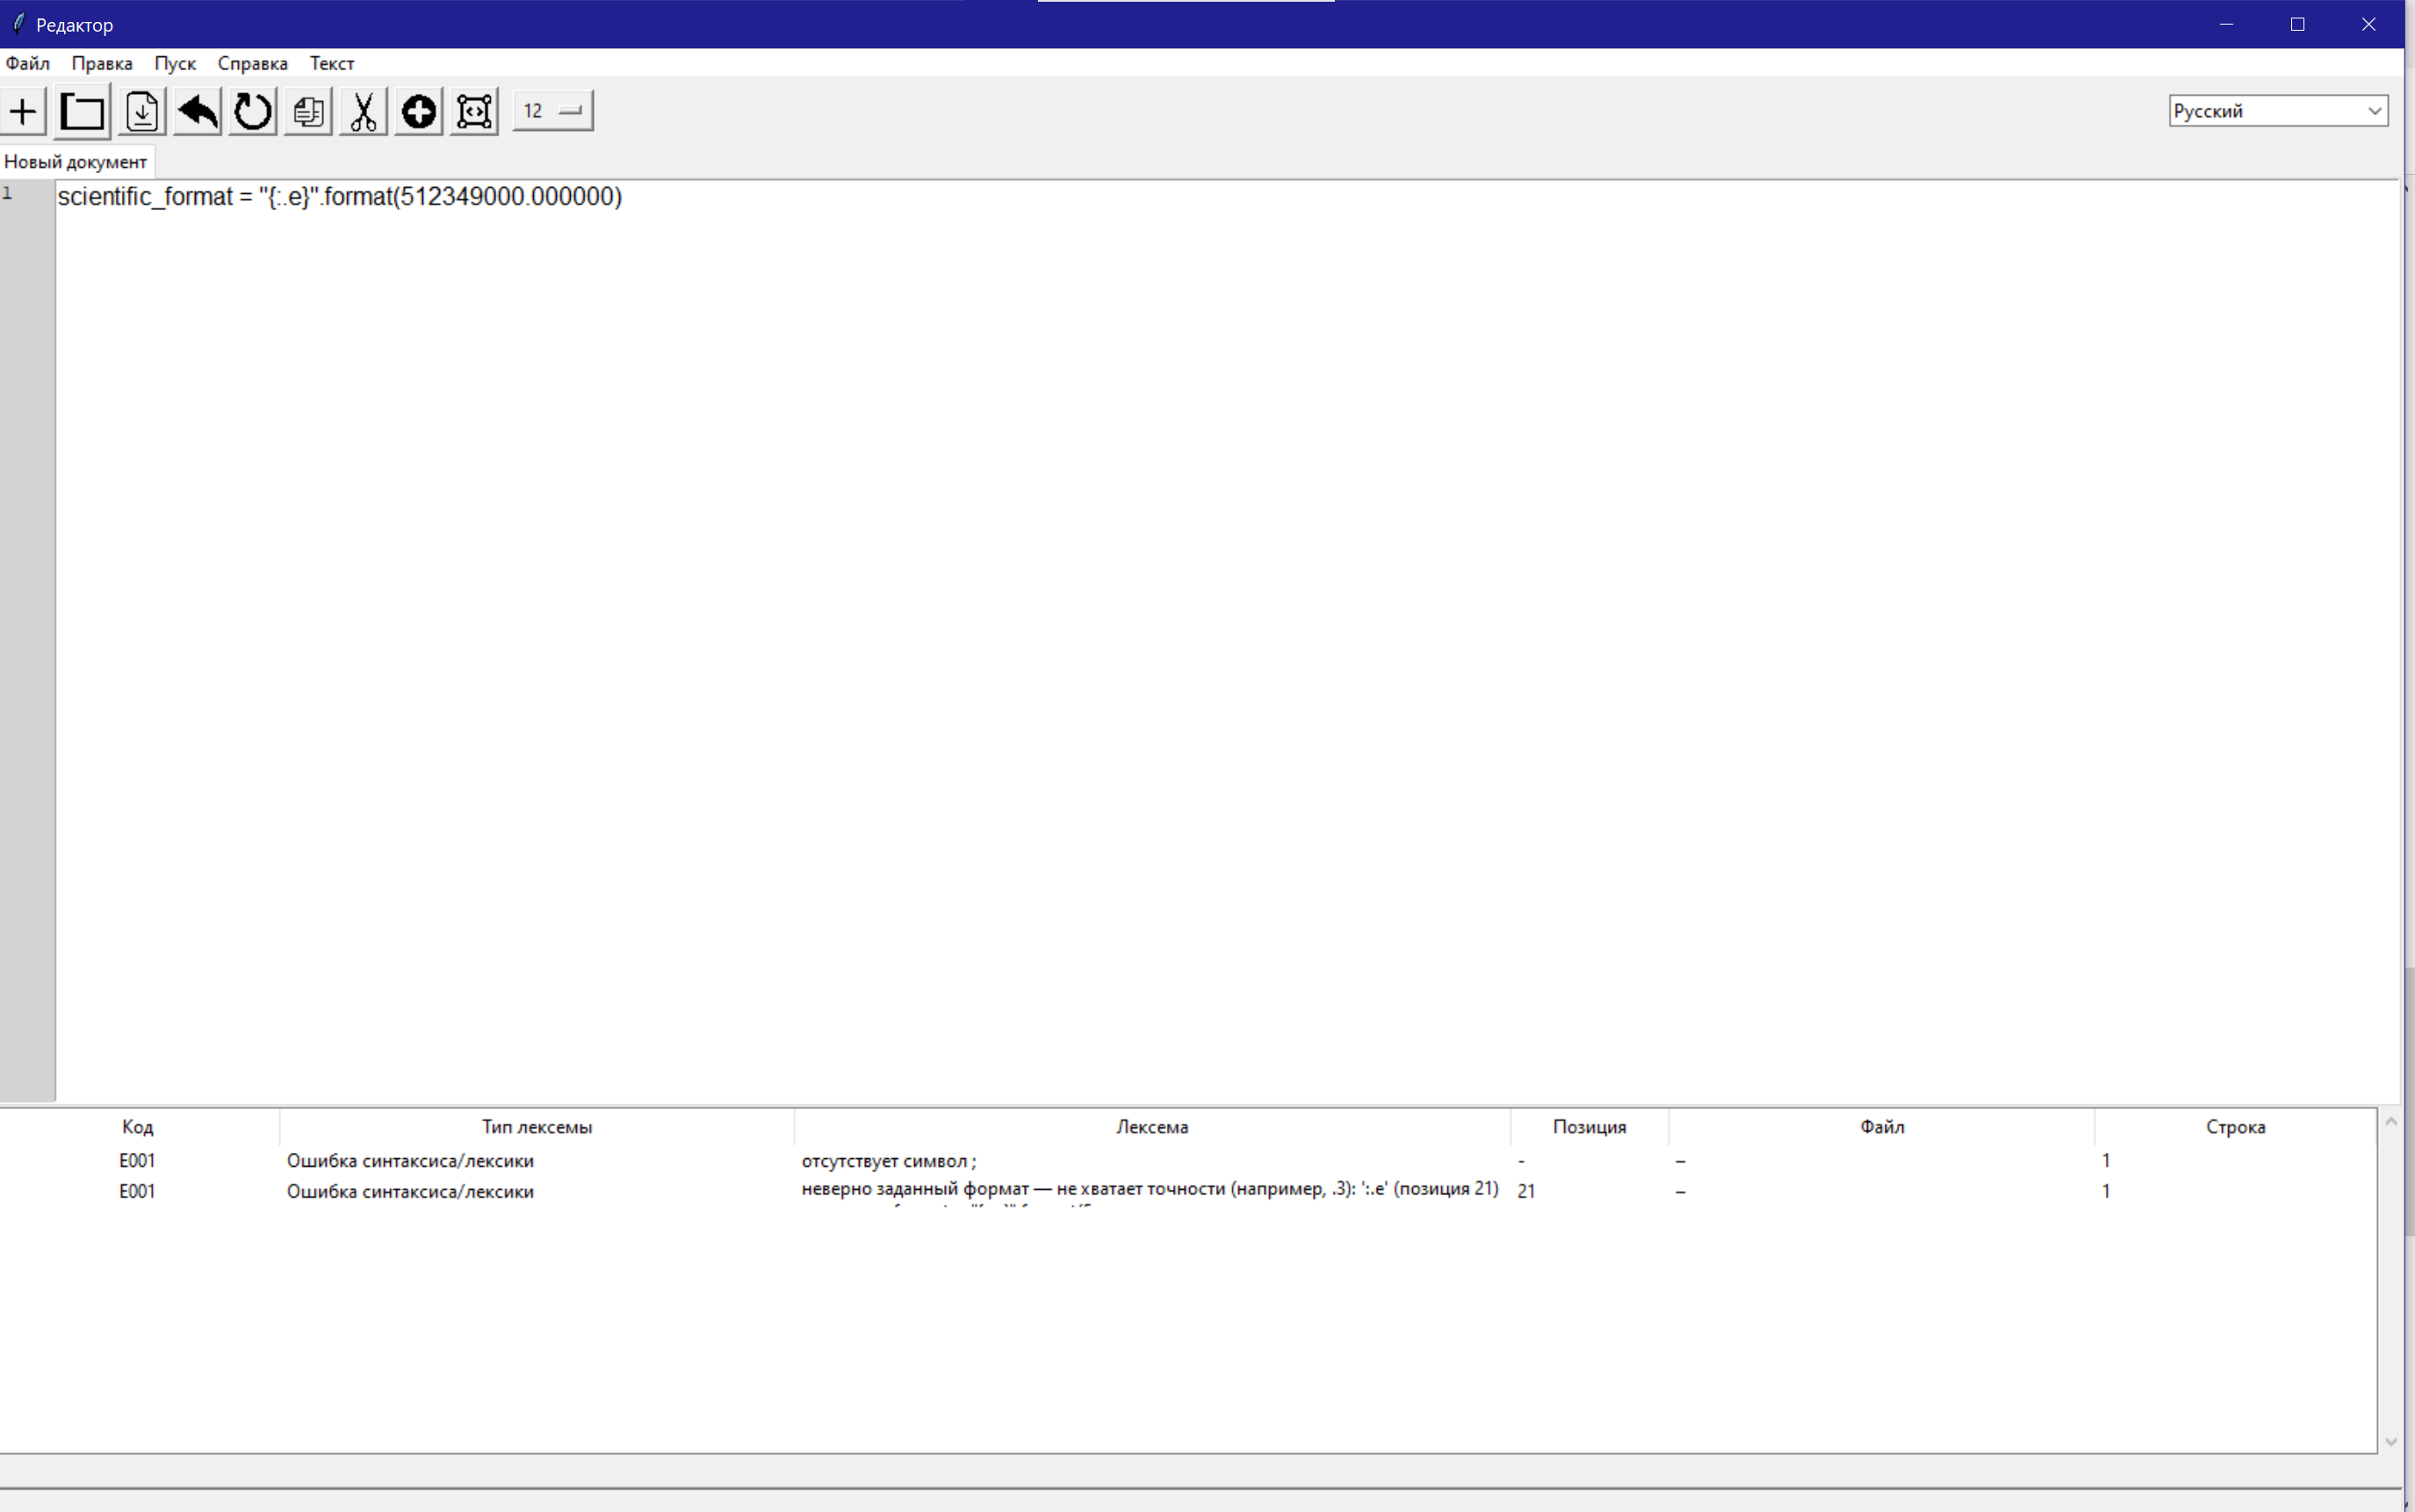 Редактор
Файл Правка Пуск Справка Текст
12 Русский
Новый документ
1 scientific_format = "{:.e}".format(512349000.000000)
Код Тип лексемы Лексема Позиция Файл Строка
E001 Ошибка синтаксиса/лексики отсутствует символ ; - – 1
E001 Ошибка синтаксиса/лексики неверно заданный формат — не хватает точности (например, .3): ':.e' (позиция 21) 21 – 1